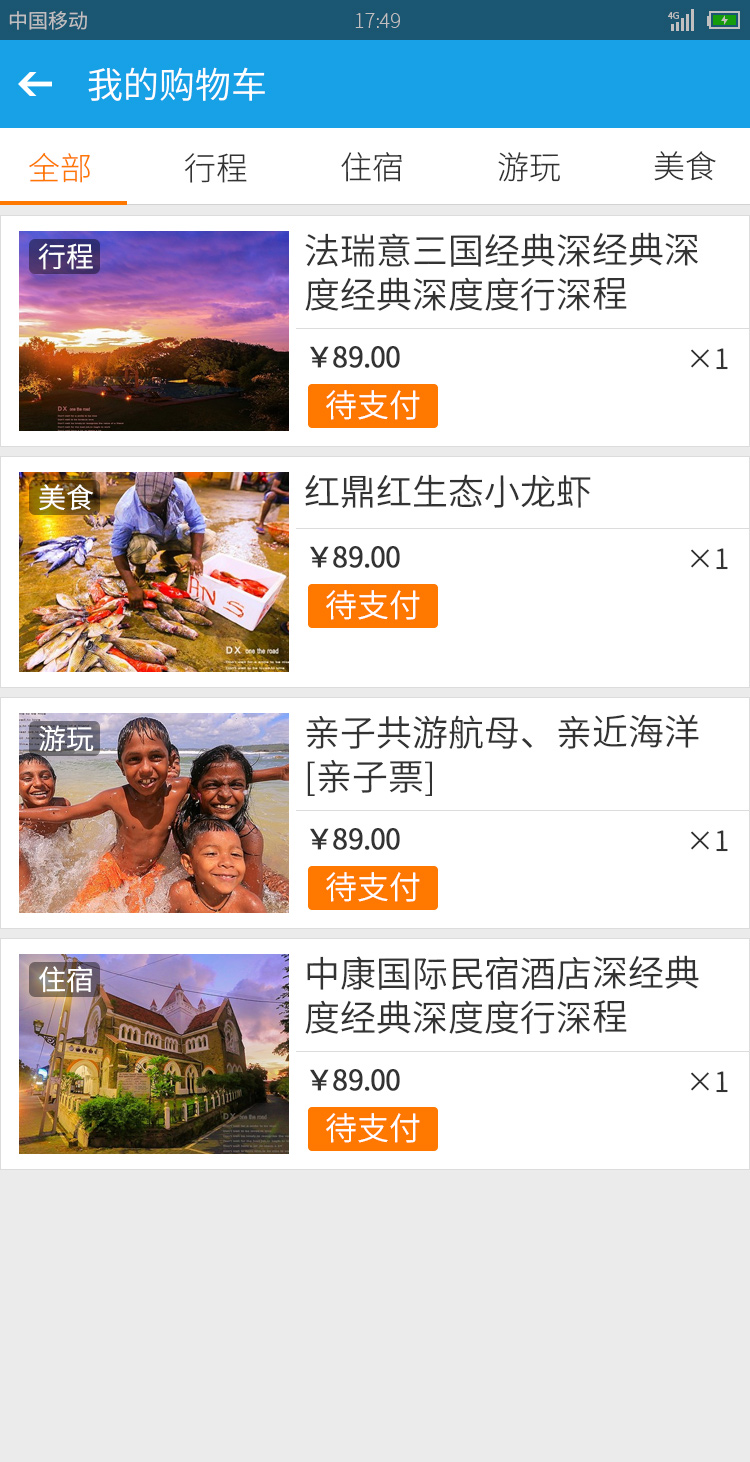 中国移动
17:49
4G
我的购物车
全部
行程
住宿
游玩
美食
行程
法瑞意三国经典深经典深
度经典深度度行深程
¥89.00
×1
待支付
DX one the road
美食
红鼎红生态小龙虾
¥89.00
×1
待支付
DX one the road
游玩
亲子共游航母、亲近海洋
[亲子票]
¥89.00
×1
待支付
住宿
中康国际民宿酒店深经典
度经典深度度行深程
¥89.00
×1
待支付
DX one the road